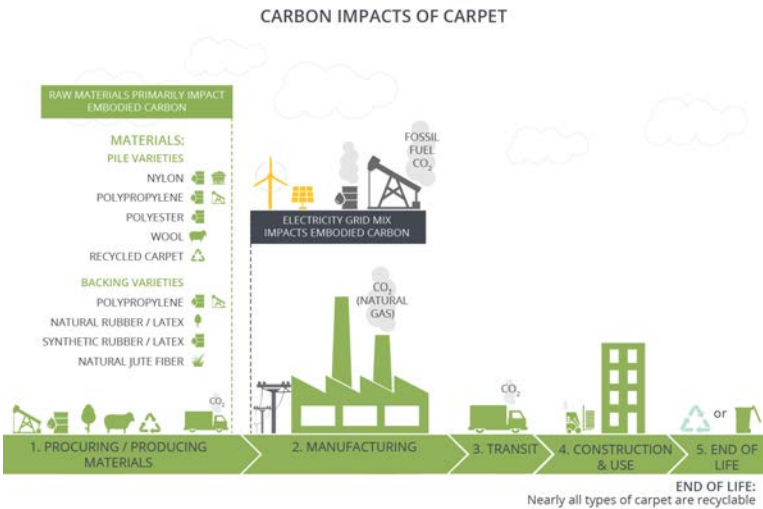 CARBON IMPACTS OF CARPET
RAW MATERIALS PRIMARILY IMPACT
EMBODIED CARBON
MATERIALS:
PILE VARIETIES
NYLON
POLYPROPYLENE
POLYESTER
WOOL
RECYCLED CARPET
BACKING VARIETIES
POLYPROPYLENE
NATURAL RUBBER / LATEX
SYNTHETIC RUBBER / LATEX
NATURAL JUTE FIBER
FOSSIL
FUEL
CO₂
ELECTRICITY GRID MIX
IMPACTS EMBODIED CARBON
CO₂
(NATURAL
GAS)
CO₂
CO₂
or
1. PROCURING / PRODUCING
MATERIALS
2. MANUFACTURING
3. TRANSIT
4. CONSTRUCTION
& USE
5. END OF
LIFE
END OF LIFE:
Nearly all types of carpet are recyclable